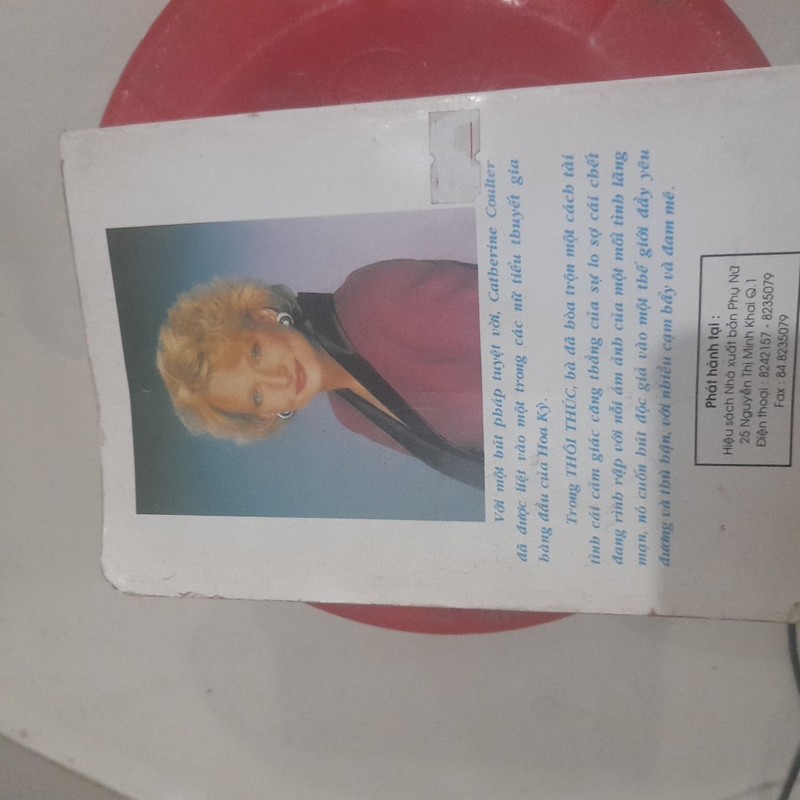 Với một bút pháp tuyệt vời, Catherine Coulter
đã được liệt vào một trong các nữ tiểu thuyết gia
hàng đầu của Hoa Kỳ.
Trong THÔI THÚC, bà đã hòa trộn một cách tài
tình cái cảm giác căng thẳng của sự lo sợ cái chết
đang rình rập với nỗi ám ảnh của một mối tình lãng
mạn, nó cuốn hút độc giả vào một thế giới đầy yêu
đương và thù hận, với nhiều cạm bẫy và đam mê.
Phát hành tại :
Hiệu sách Nhà xuất bản Phụ Nữ
25 Nguyễn Thị Minh Khai Q.1
Điện thoại : 8242157 - 8235079
Fax : 84.8235079